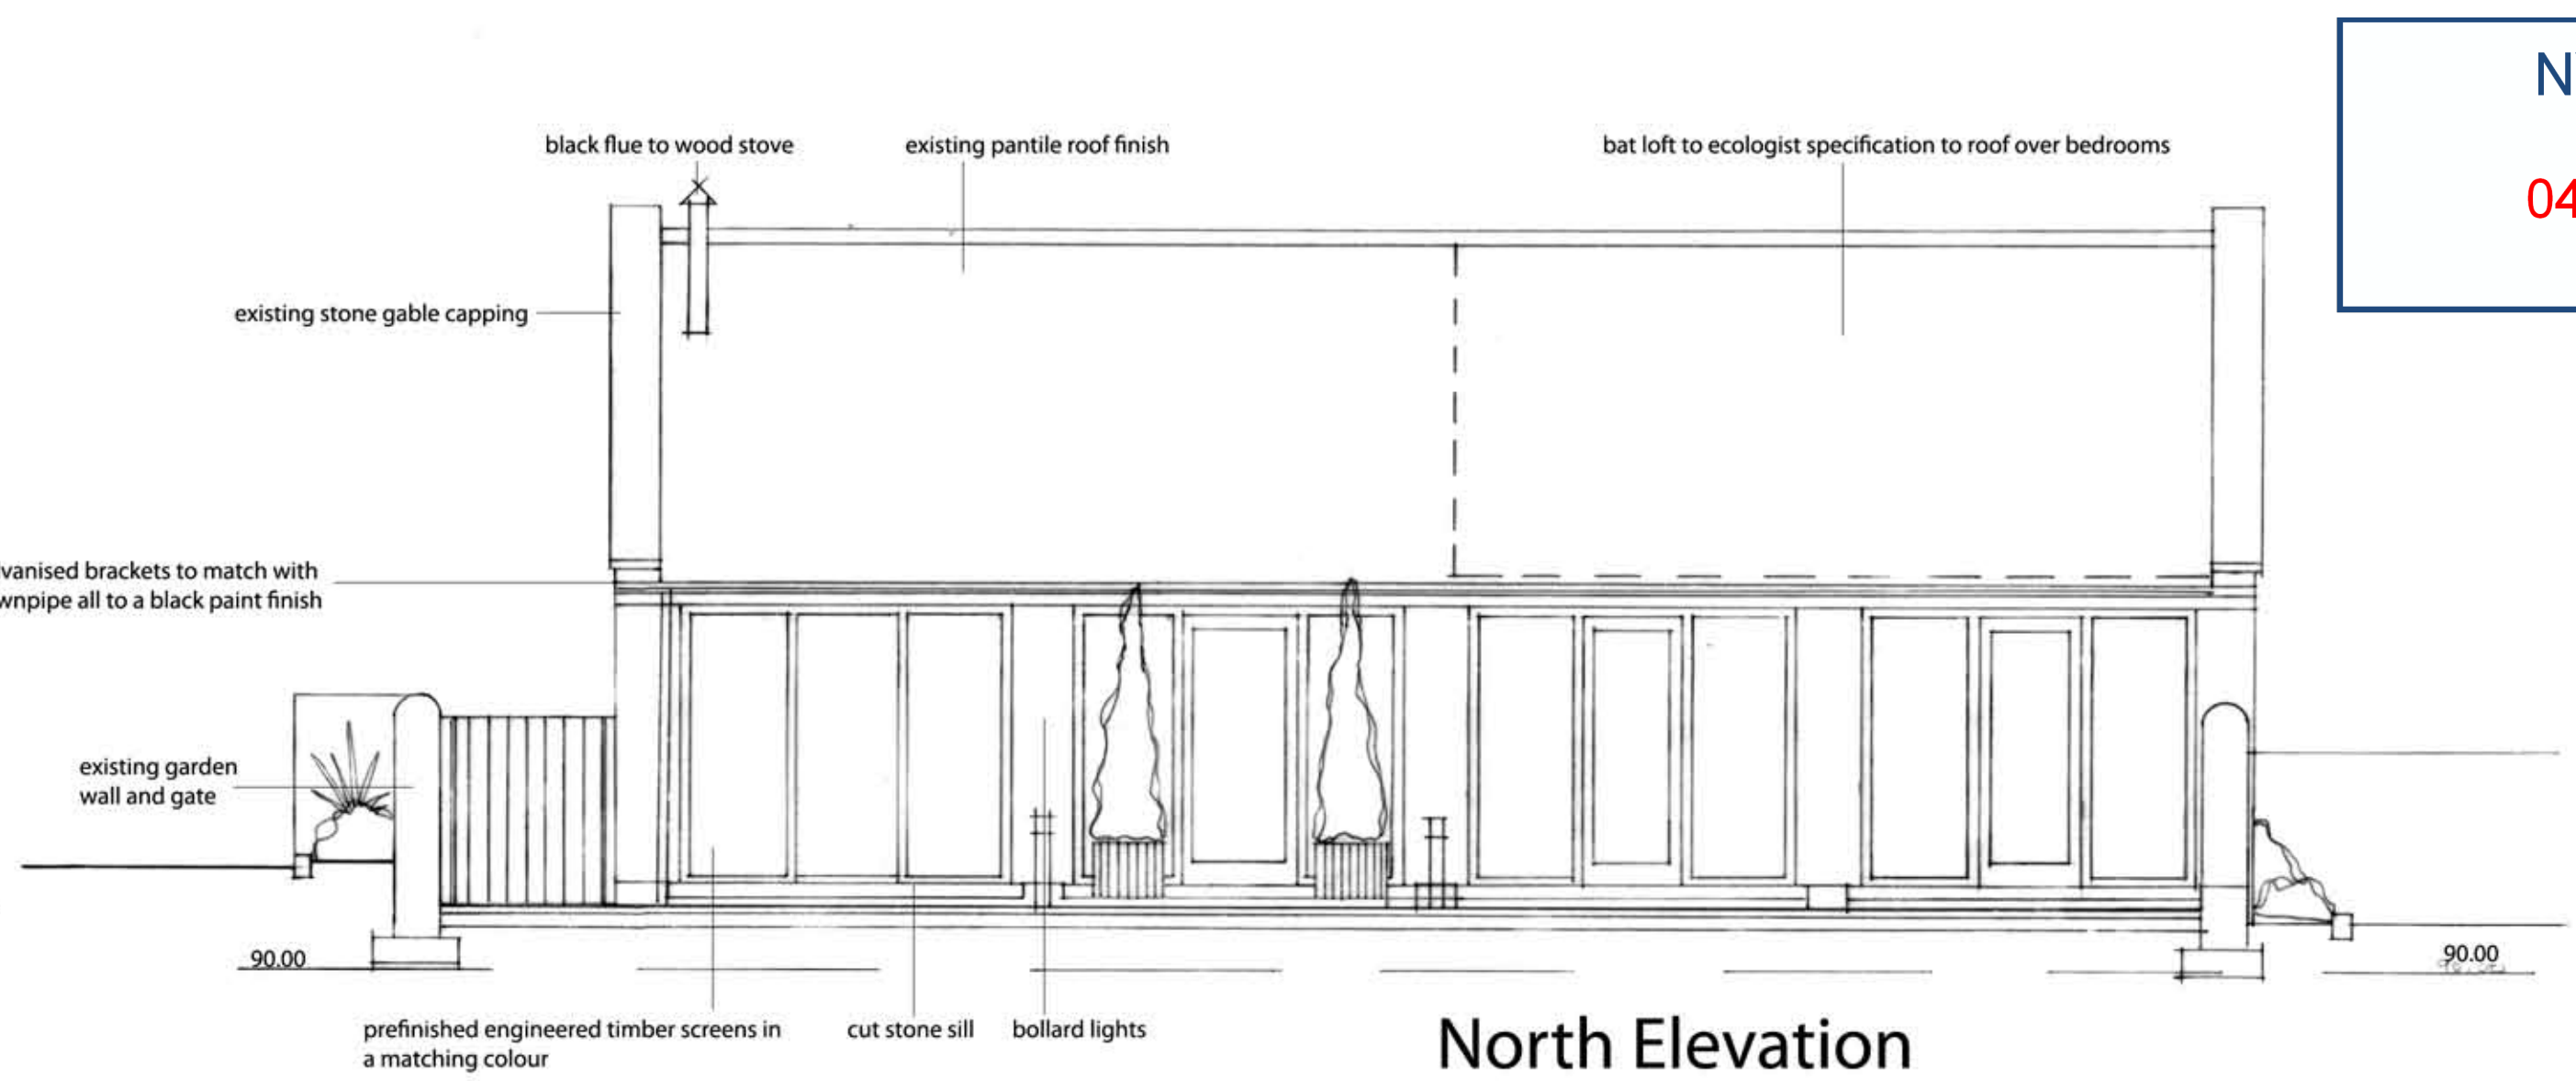 N
04
black flue to wood stove
existing pantile roof finish
bat loft to ecologist specification to roof over bedrooms
existing stone gable capping
vanised brackets to match with
wnpipe all to a black paint finish
existing garden
wall and gate
90.00
90.00
prefinished engineered timber screens in
a matching colour
cut stone sill
bollard lights
North Elevation